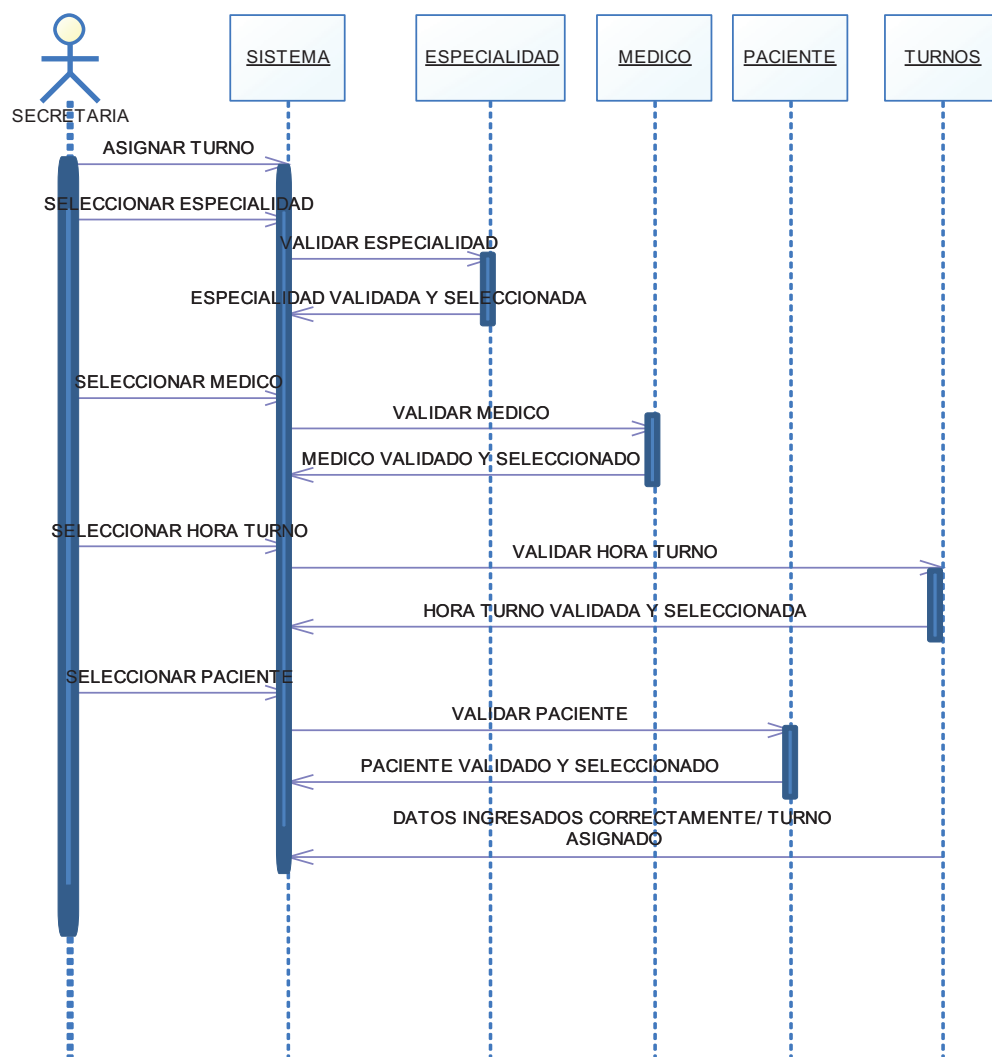 SECRETARIA
SISTEMA
ESPECIALIDAD
MEDICO
PACIENTE
TURNOS
ASIGNAR TURNO
SELECCIONAR ESPECIALIDAD
VALIDAR ESPECIALIDAD
ESPECIALIDAD VALIDADA Y SELECCIONADA
SELECCIONAR MEDICO
VALIDAR MEDICO
MEDICO VALIDADO Y SELECCIONADO
SELECCIONAR HORA TURNO
VALIDAR HORA TURNO
HORA TURNO VALIDADA Y SELECCIONADA
SELECCIONAR PACIENTE
VALIDAR PACIENTE
PACIENTE VALIDADO Y SELECCIONADO
DATOS INGRESADOS CORRECTAMENTE/ TURNO
ASIGNADO